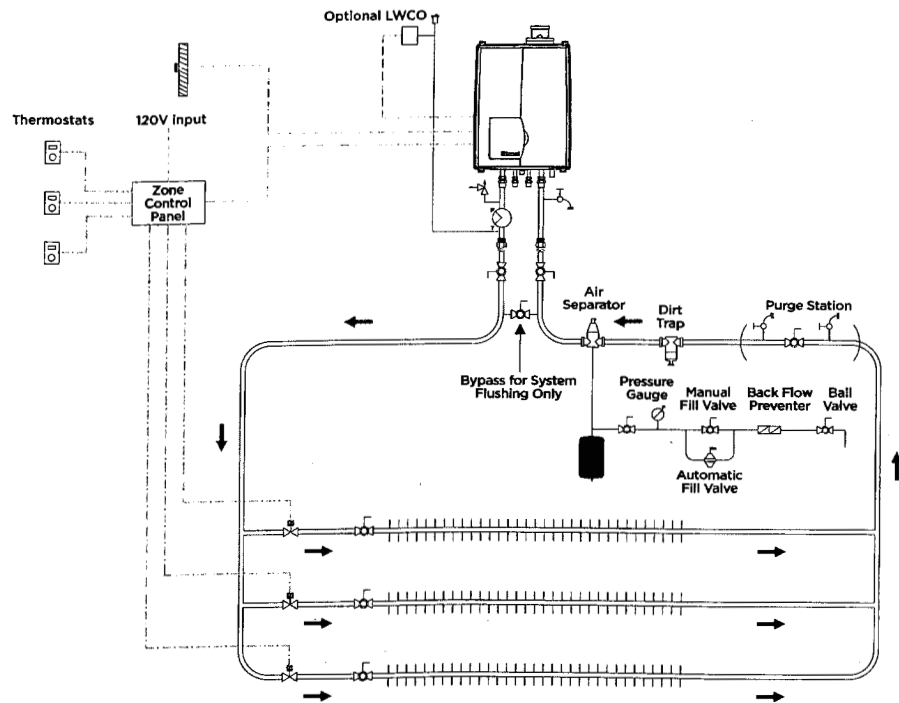 Optional LWCO
Thermostats
120V input
Zone
Control
Panel
Rinnai
Air
Separator
Dirt
Trap
Purge Station
Bypass for System
Flushing Only
Pressure
Gauge
Manual
Fill Valve
Back Flow
Preventer
Ball
Valve
Automatic
Fill Valve